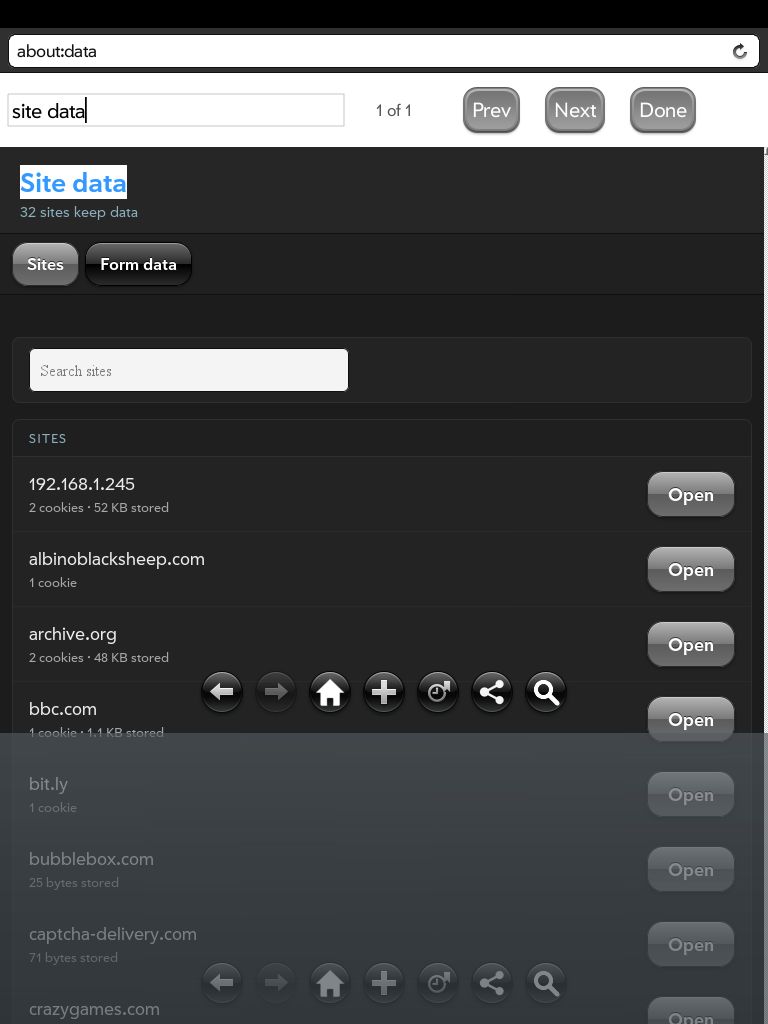 about:data
site data
1 of 1
Prev
Next
Done
Site data
32 sites keep data
Sites
Form data
Search sites
SITES
192.168.1.245
2 cookies · 52 KB stored
Open
albinoblacksheep.com
1 cookie
Open
archive.org
2 cookies · 48 KB stored
Open
bbc.com
1 cookie · 1.1 KB stored
Open
bit.ly
1 cookie
Open
bubblebox.com
25 bytes stored
Open
captcha-delivery.com
71 bytes stored
Open
crazygames.com
Open